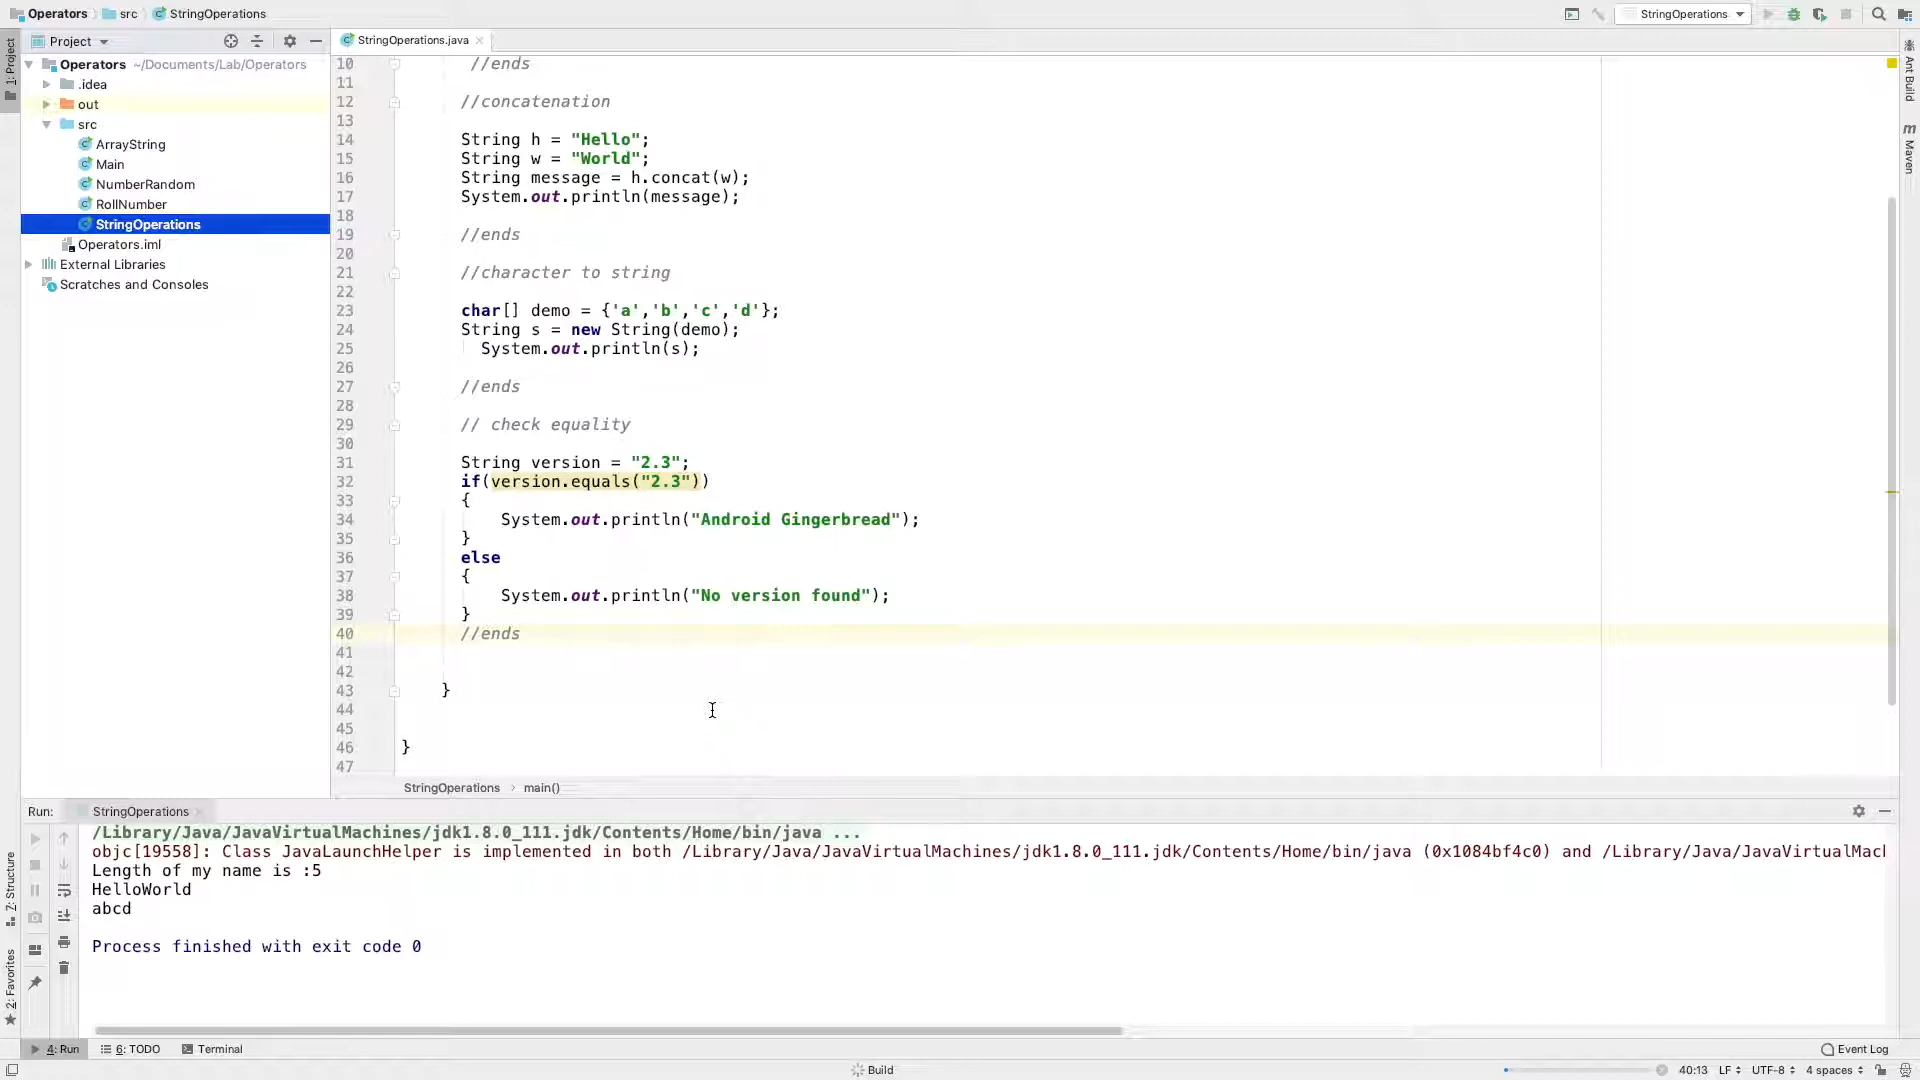 Operators src StringOperations
StringOperations
Project
StringOperations.java
1: Project
Operators ~/Documents/Lab/Operators
.idea
out
src
ArrayString
Main
NumberRandom
RollNumber
StringOperations
Operators.iml
External Libraries
Scratches and Consoles
10 //ends
11
12 //concatenation
13
14 String h = "Hello";
15 String w = "World";
16 String message = h.concat(w);
17 System.out.println(message);
18
19 //ends
20
21 //character to string
22
23 char[] demo = {'a','b','c','d'};
24 String s = new String(demo);
25 System.out.println(s);
26
27 //ends
28
29 // check equality
30
31 String version = "2.3";
32 if(version.equals("2.3"))
33 {
34 System.out.println("Android Gingerbread");
35 }
36 else
37 {
38 System.out.println("No version found");
39 }
40 //ends
41
42
43 }
44
45
46 }
47
StringOperations › main()
Ant Build
m Maven
Run: StringOperations
/Library/Java/JavaVirtualMachines/jdk1.8.0_111.jdk/Contents/Home/bin/java ...
objc[19558]: Class JavaLaunchHelper is implemented in both /Library/Java/JavaVirtualMachines/jdk1.8.0_111.jdk/Contents/Home/bin/java (0x1084bf4c0) and /Library/Java/JavaVirtualMach
Length of my name is :5
HelloWorld
abcd
Process finished with exit code 0
7: Structure
2: Favorites
4: Run 6: TODO Terminal Event Log
Build 40:13 LF UTF-8 4 spaces